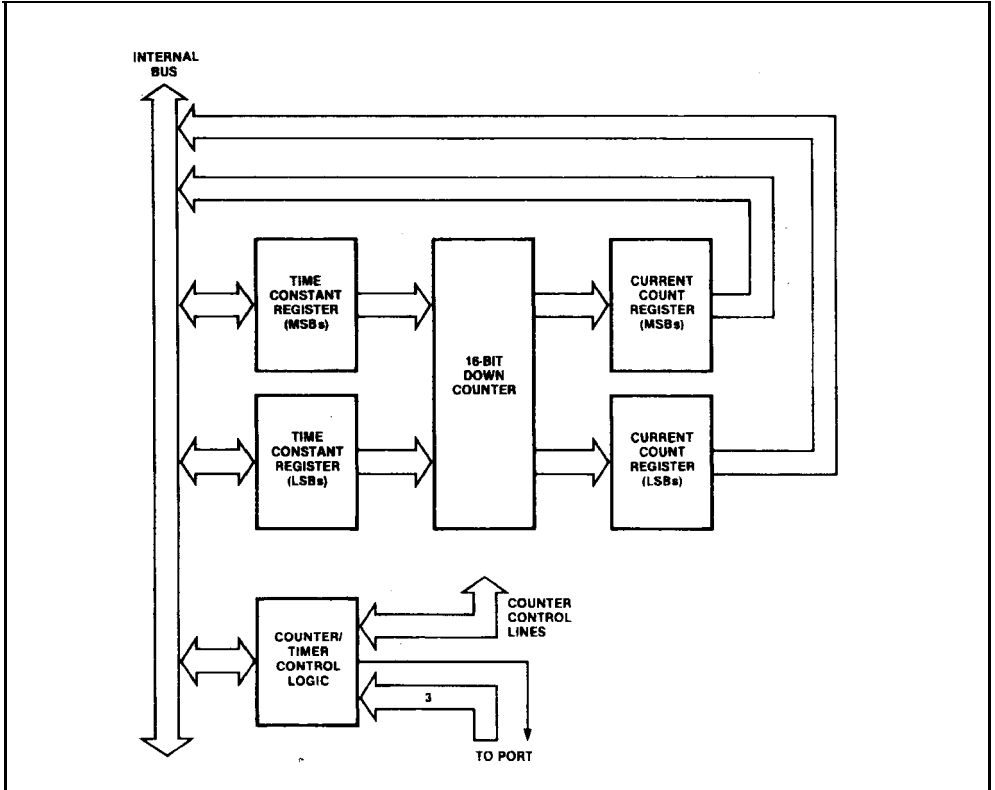 INTERNAL
BUS
TIME
CONSTANT
REGISTER
(MSBs)
16-BIT
DOWN
COUNTER
CURRENT
COUNT
REGISTER
(MSBs)
TIME
CONSTANT
REGISTER
(LSBs)
CURRENT
COUNT
REGISTER
(LSBs)
COUNTER/
TIMER
CONTROL
LOGIC
COUNTER
CONTROL
LINES
3
TO PORT